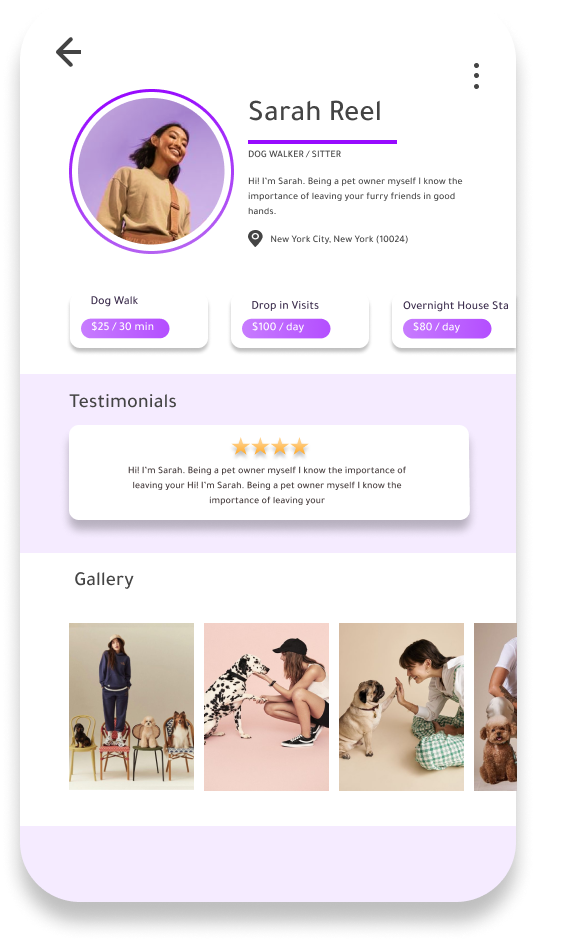 Sarah Reel
DOG WALKER / SITTER
Hi! I'm Sarah. Being a pet owner myself I know the
importance of leaving your furry friends in good
hands.
New York City, New York (10024)
Dog Walk
$25 / 30 min
Drop in Visits
$100 / day
Overnight House Sta
$80 / day
Testimonials
Hi! I'm Sarah. Being a pet owner myself I know the importance of
leaving your Hi! I'm Sarah. Being a pet owner myself I know the
importance of leaving your
Gallery